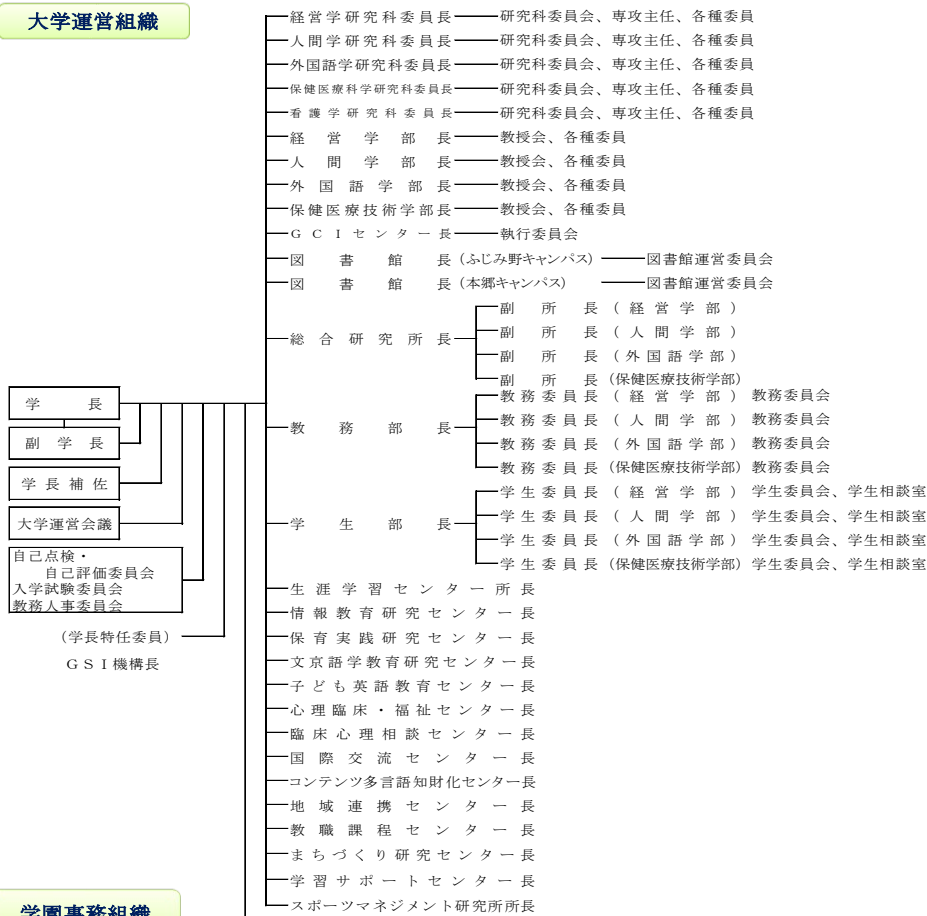 大学運営組織
経営学研究科委員長 研究科委員会、専攻主任、各種委員
人間学研究科委員長 研究科委員会、専攻主任、各種委員
外国語学研究科委員長 研究科委員会、専攻主任、各種委員
保健医療科学研究科委員長 研究科委員会、専攻主任、各種委員
看護学研究科委員長 研究科委員会、専攻主任、各種委員
経営学部長 教授会、各種委員
人間学部長 教授会、各種委員
外国語学部長 教授会、各種委員
保健医療技術学部長 教授会、各種委員
GCIセンター長 執行委員会
図書館長(ふじみ野キャンパス) 図書館運営委員会
図書館長(本郷キャンパス) 図書館運営委員会
総合研究所長
副所長(経営学部)
副所長(人間学部)
副所長(外国語学部)
副所長(保健医療技術学部)
教務部長
教務委員長(経営学部)教務委員会
教務委員長(人間学部)教務委員会
教務委員長(外国語学部)教務委員会
教務委員長(保健医療技術学部)教務委員会
学生部長
学生委員長(経営学部)学生委員会、学生相談室
学生委員長(人間学部)学生委員会、学生相談室
学生委員長(外国語学部)学生委員会、学生相談室
学生委員長(保健医療技術学部)学生委員会、学生相談室
学長
副学長
学長補佐
大学運営会議
自己点検・
自己評価委員会
入学試験委員会
教務人事委員会
(学長特任委員)
GSI機構長
生涯学習センター所長
情報教育研究センター長
保育実践研究センター長
文京語学教育研究センター長
子ども英語教育センター長
心理臨床・福祉センター長
臨床心理相談センター長
国際交流センター長
コンテンツ多言語知財化センター長
地域連携センター長
教職課程センター長
まちづくり研究センター長
学習サポートセンター長
スポーツマネジメント研究所所長
学園事務組織